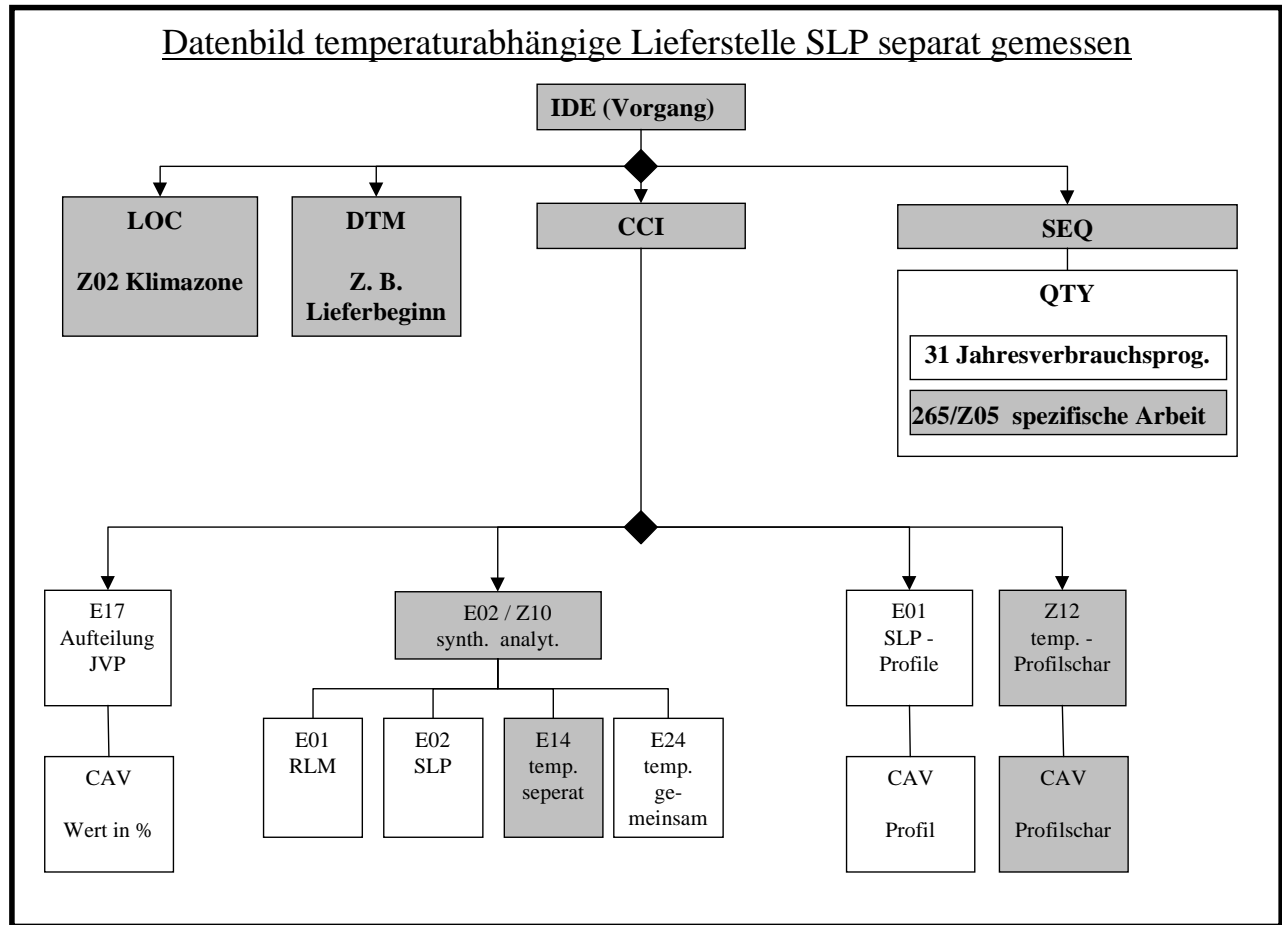 Datenbild temperaturabhängige Lieferstelle SLP separat gemessen
IDE (Vorgang)
LOC
Z02 Klimazone
DTM
Z. B.
Lieferbeginn
CCI
SEQ
QTY
31 Jahresverbrauchsprog.
265/Z05 spezifische Arbeit
E17
Aufteilung
JVP
E02 / Z10
synth. analyt.
E01
SLP -
Profile
Z12
temp. -
Profilschar
E01
RLM
E02
SLP
E14
temp.
seperat
E24
temp.
ge-
meinsam
CAV
Wert in %
CAV
Profil
CAV
Profilschar